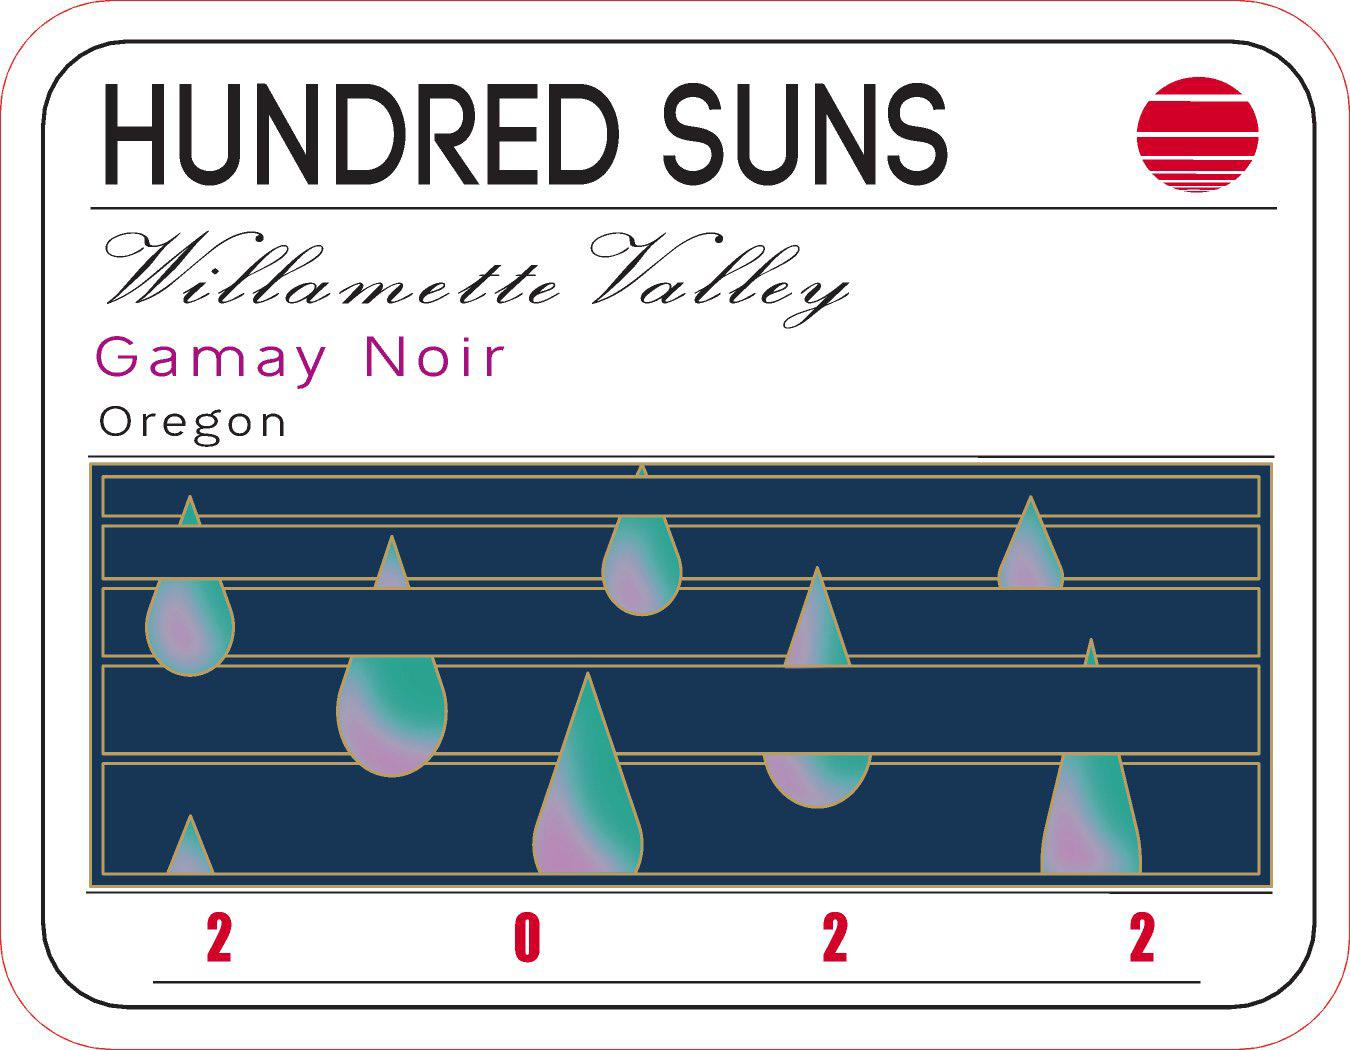 HUNDRED SUNS
Willamette Valley
Gamay Noir
Oregon
2 0 2 2